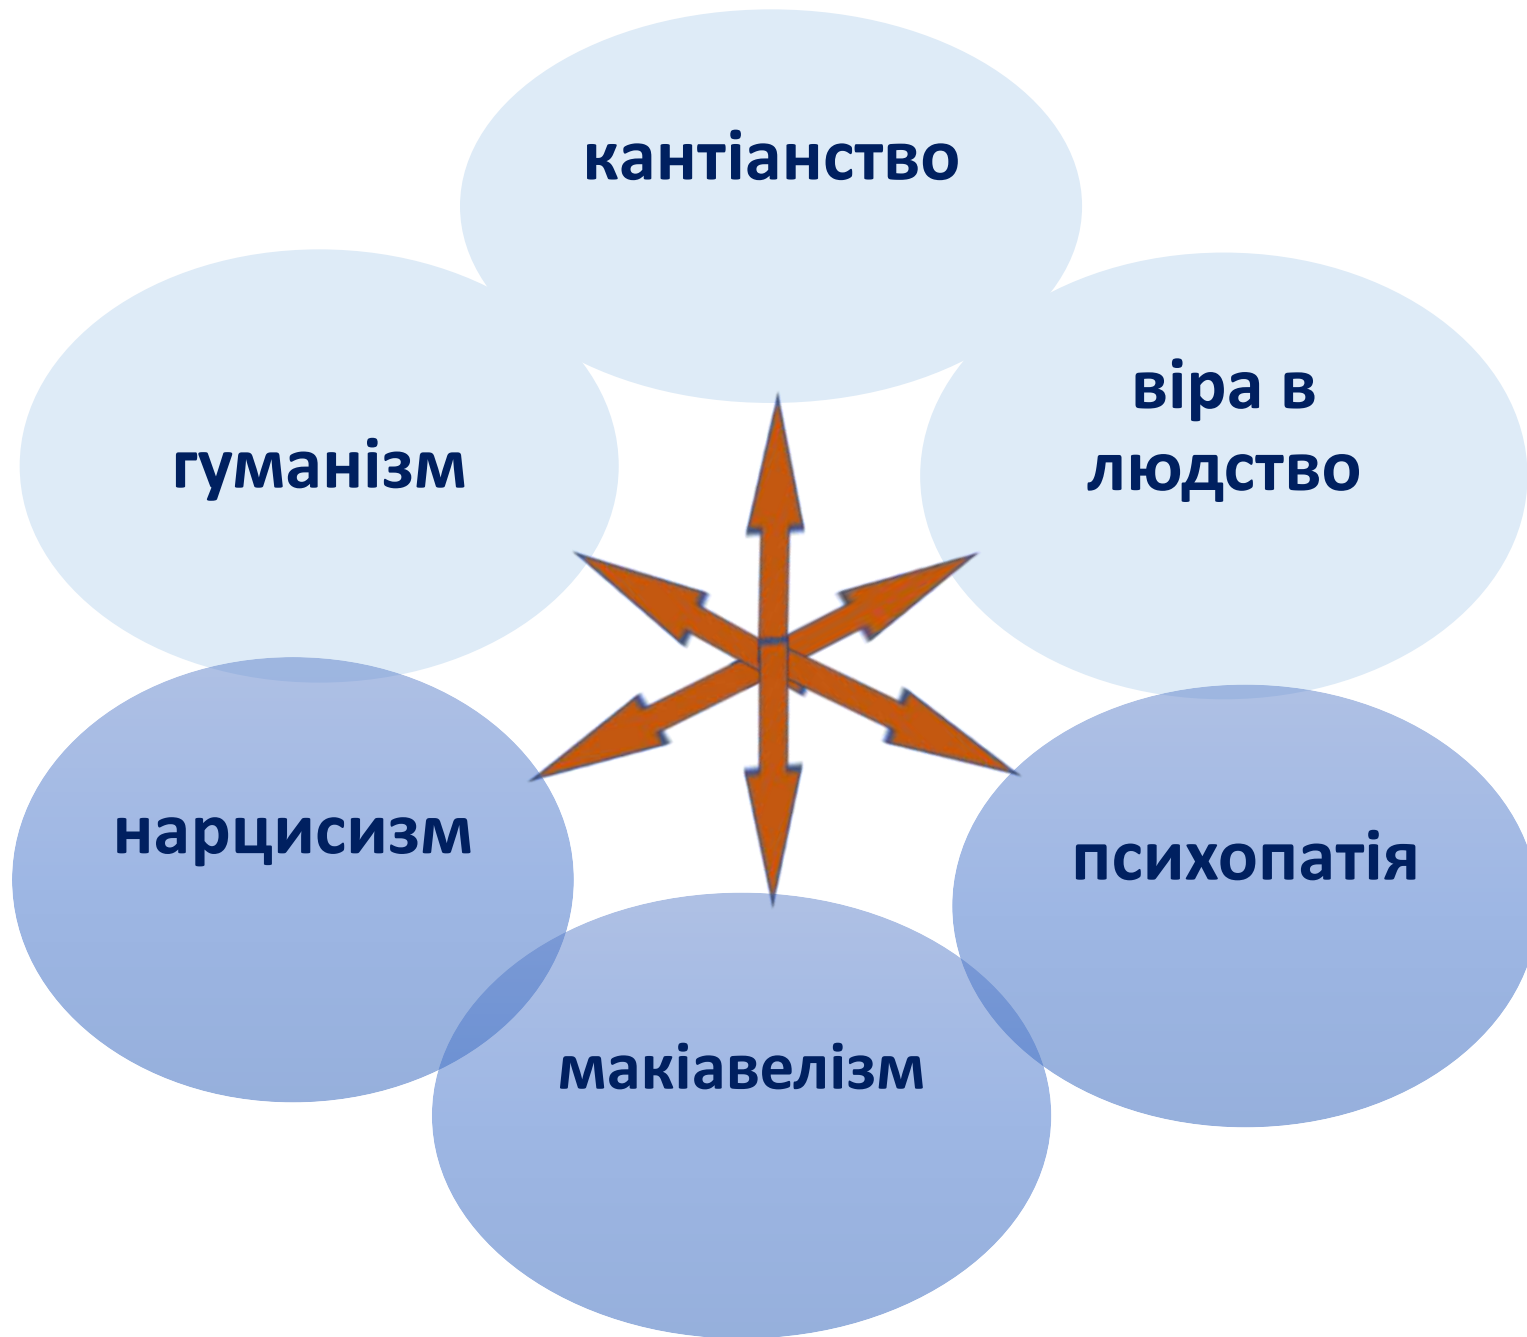 кантіанство
гуманізм
віра в
людство
нарцисизм
психопатія
макіавелізм